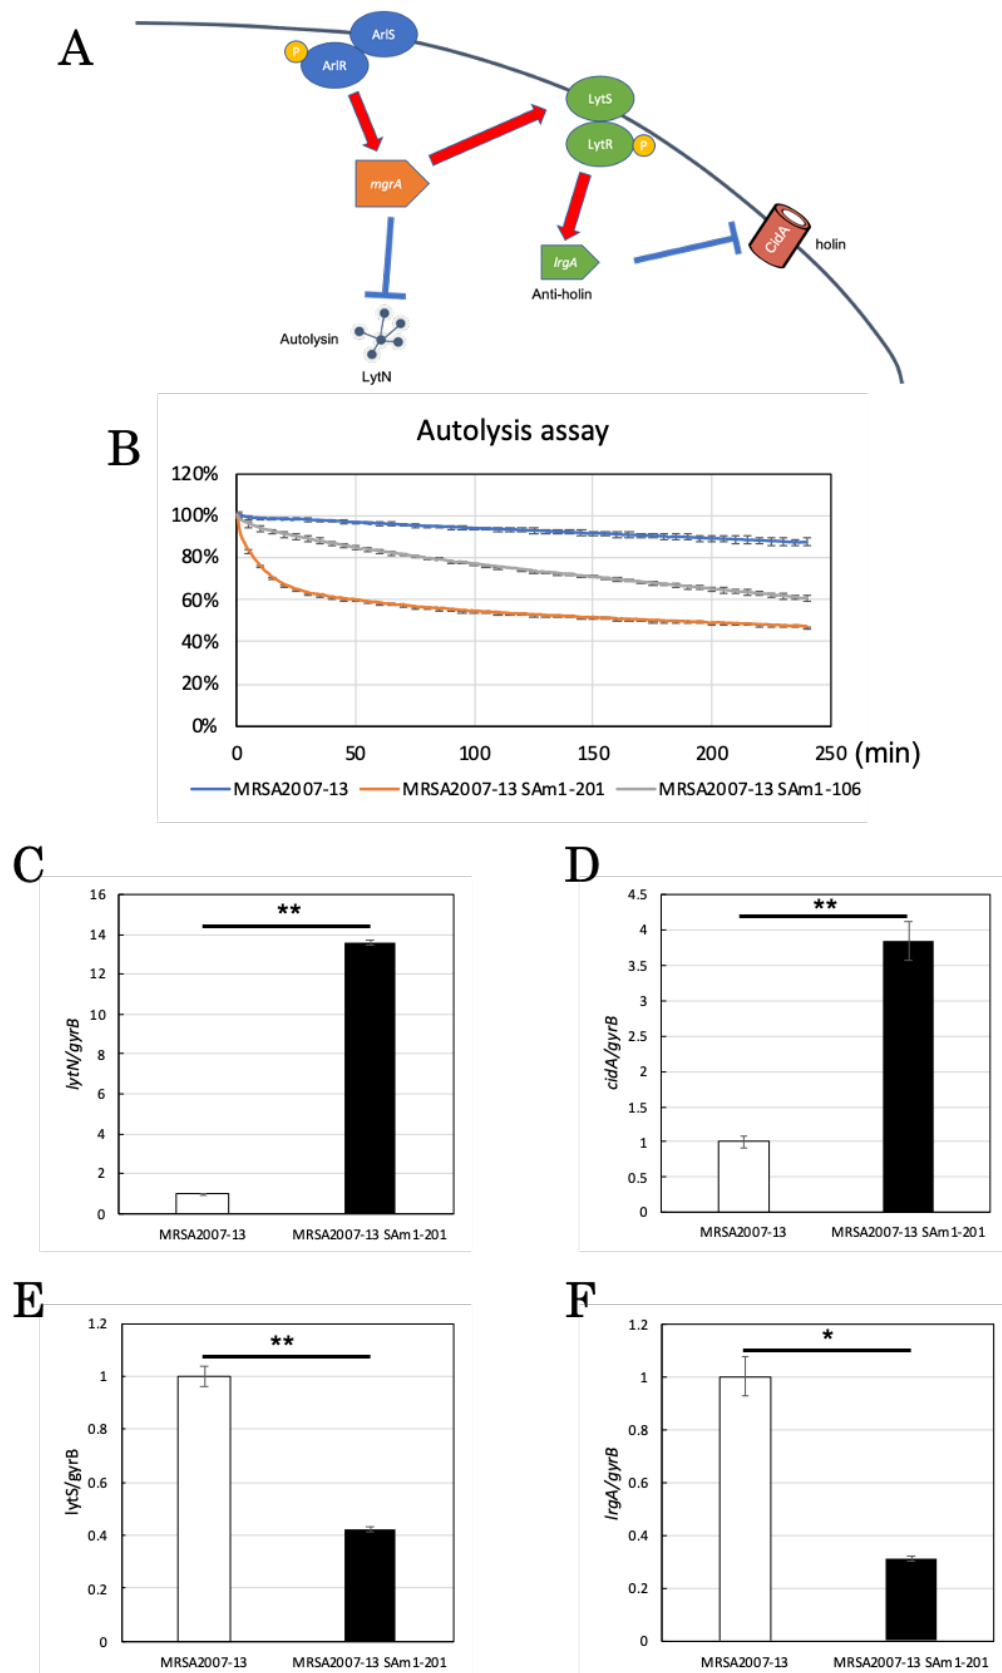 A
ArlS
P
ArlR
LytS
LytR
P
mgrA
CidA
holin
lrgA
Anti-holin
Autolysin
LytN
B
Autolysis assay
120%
100%
80%
60%
40%
20%
0%
0 50 100 150 200 250 (min)
MRSA2007-13 MRSA2007-13 SAm1-201 MRSA2007-13 SAm1-106
C
16
14
12
10
8
6
4
2
0
lytN/gyrB
**
MRSA2007-13 MRSA2007-13 SAm1-201
D
4.5
4
3.5
3
2.5
2
1.5
1
0.5
0
cidA/gyrB
**
MRSA2007-13 MRSA2007-13 SAm1-201
E
1.2
1
0.8
0.6
0.4
0.2
0
lytS/gyrB
**
MRSA2007-13 MRSA2007-13 SAm1-201
F
1.2
1
0.8
0.6
0.4
0.2
0
lrgA/gyrB
*
MRSA2007-13 MRSA2007-13 SAm1-201